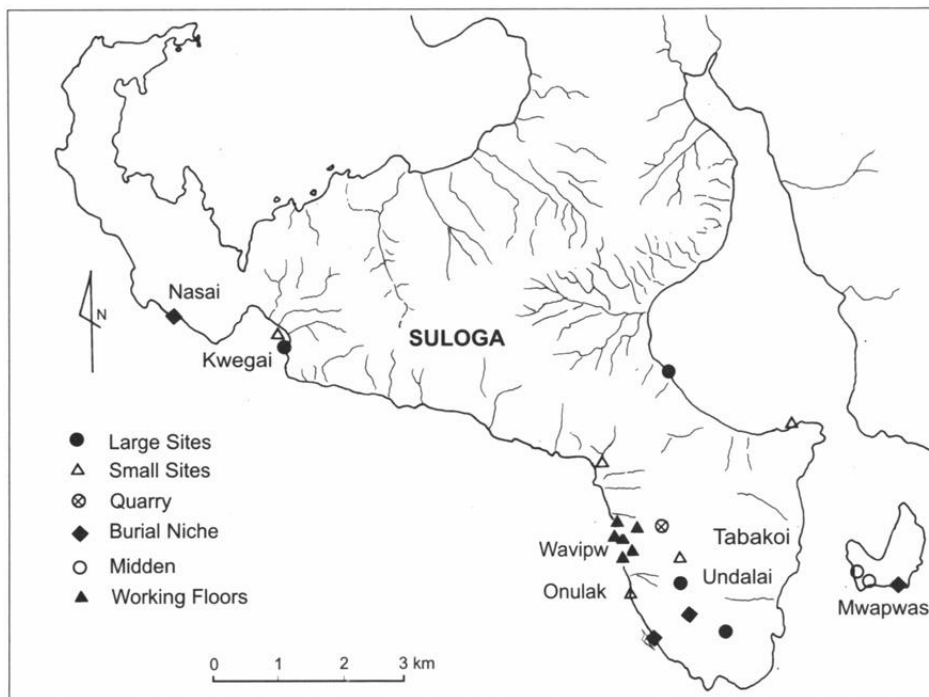 Nasai
N
Kwegai
SULOGA
Large Sites
Small Sites
Quarry
Burial Niche
Midden
Working Floors
Wavipw
Tabakoi
Undalai
Onulak
Mwapwas
0 1 2 3 km